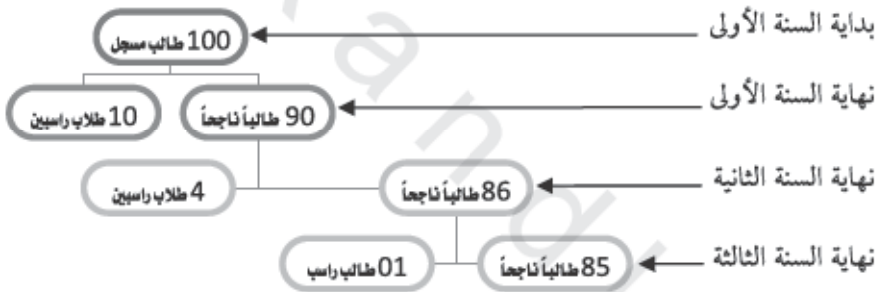 بداية السنة الأولى
100 طالب مسجل
نهاية السنة الأولى
90 طالباً ناجحاً
10 طلاب راسبين
نهاية السنة الثانية
86 طالباً ناجحاً
4 طلاب راسبين
نهاية السنة الثالثة
85 طالباً ناجحاً
01 طالب راسب